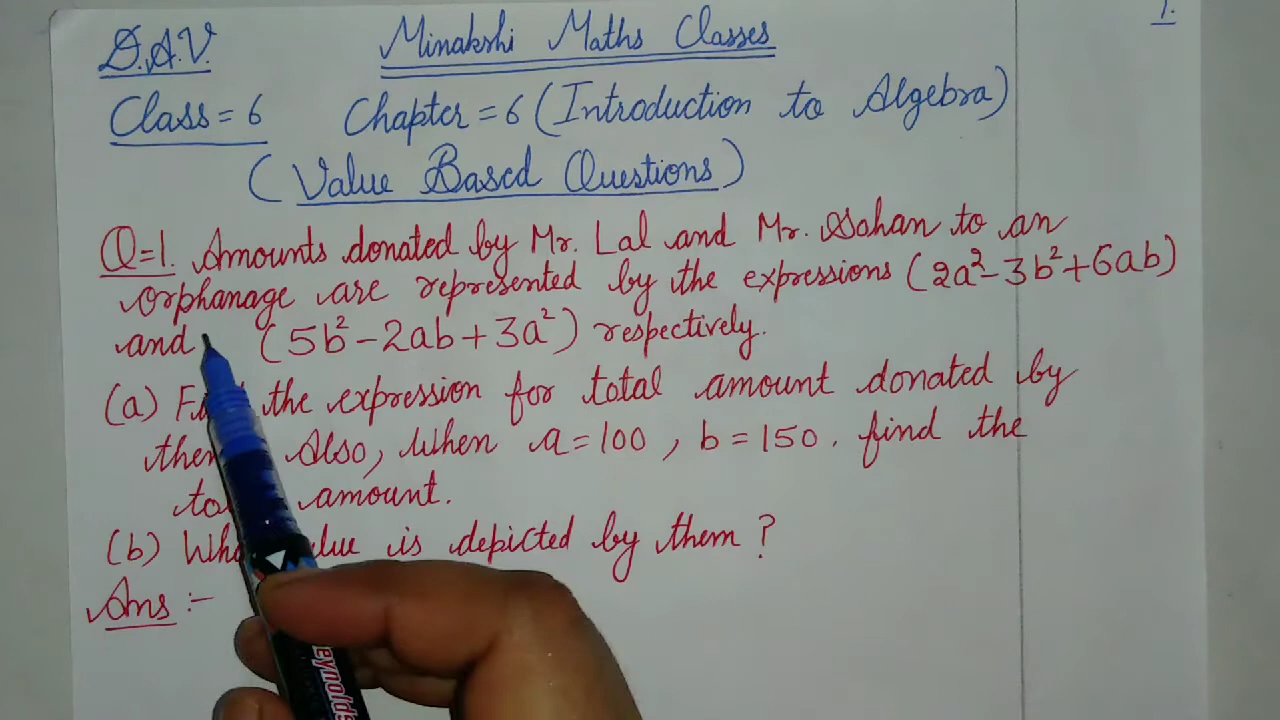 1.
D.A.V. Minakshi Maths Classes
Class = 6 Chapter = 6 (Introduction to Algebra)
(Value Based Questions)
Q=1. Amounts donated by Mr. Lal and Mr. Sohan to an
orphanage are represented by the expressions (2a²-3b²+6ab)
and (5b²-2ab+3a²) respectively.
(a) the expression for total amount donated by
Also, when a=100, b=150. find the
amount.
(b) is depicted by them?
Ans :-